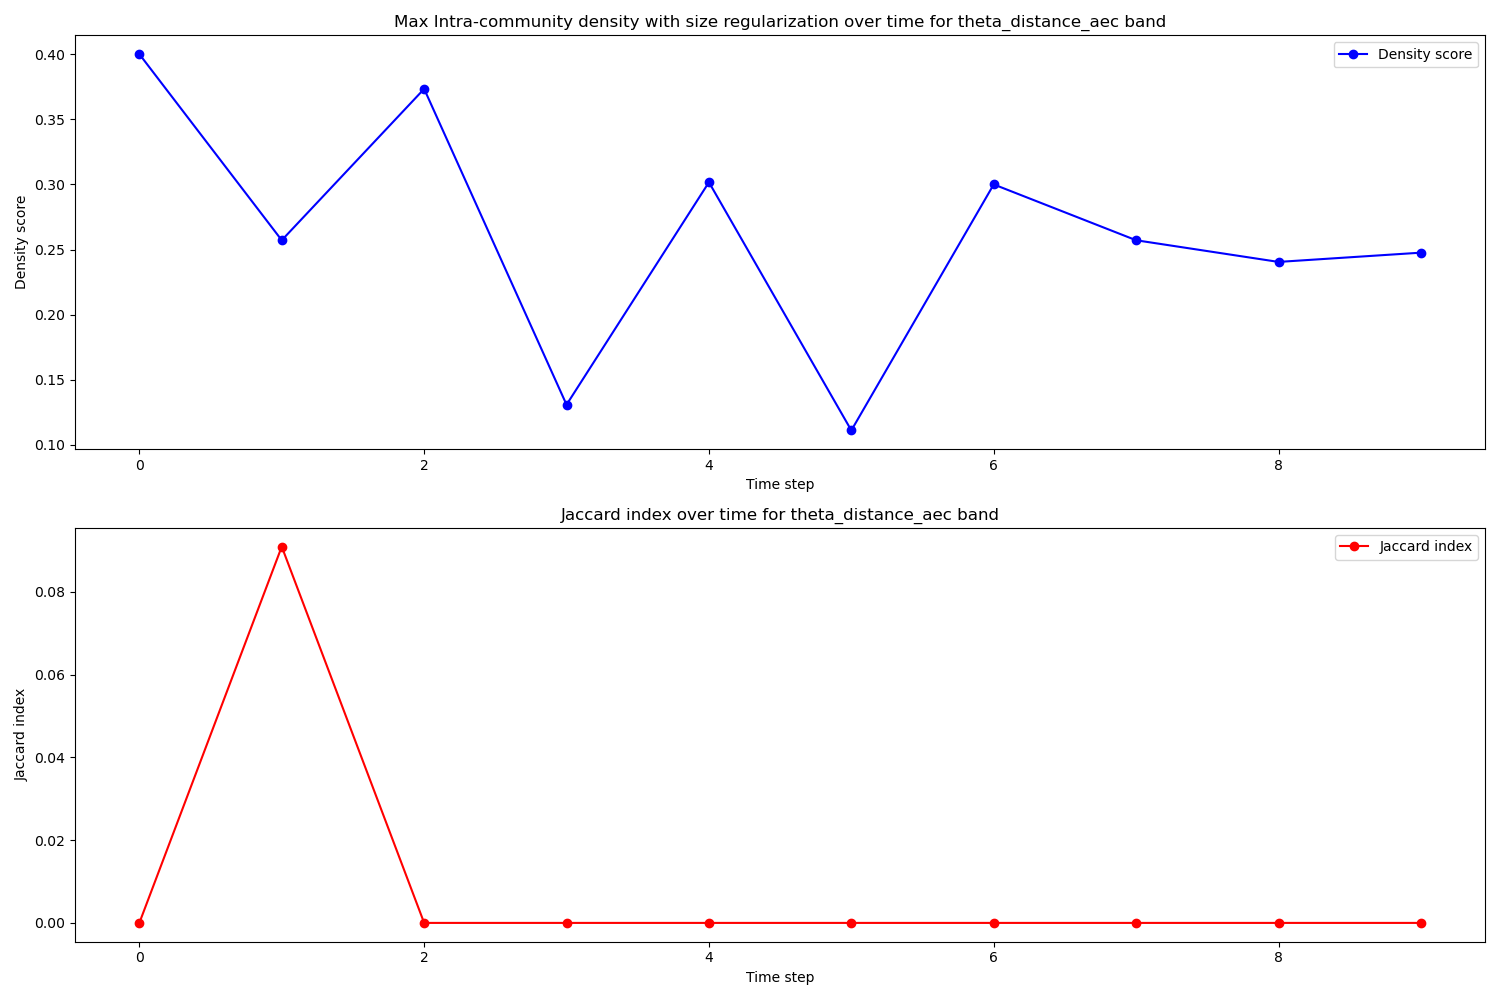 Max Intra-community density with size regularization over time for theta_distance_aec band
Density score
0.40
0.35
0.30
0.25
0.20
0.15
0.10
Density score
0
2
4
6
8
Time step
Jaccard index over time for theta_distance_aec band
Jaccard index
0.08
0.06
0.04
0.02
0.00
Jaccard index
0
2
4
6
8
Time step